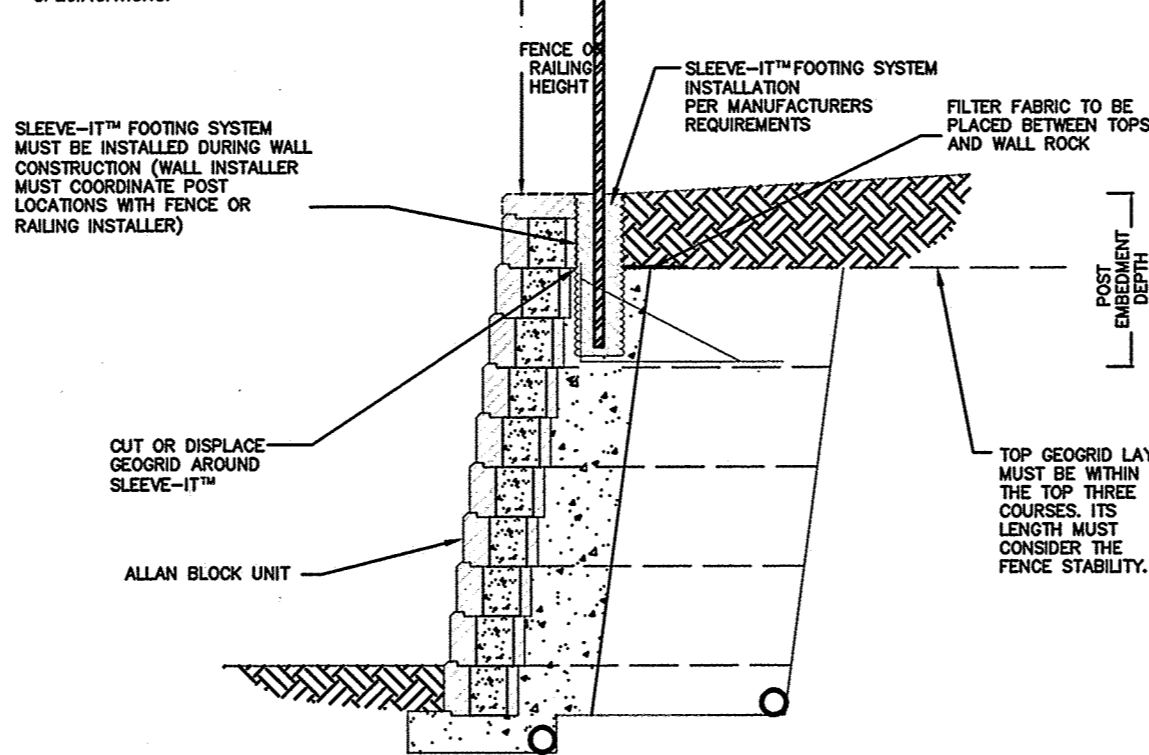 FENCE OR
RAILING
HEIGHT
SLEEVE-IT™ FOOTING SYSTEM
INSTALLATION
PER MANUFACTURERS
REQUIREMENTS
FILTER FABRIC TO BE
PLACED BETWEEN TOPS
AND WALL ROCK
SLEEVE-IT™ FOOTING SYSTEM
MUST BE INSTALLED DURING WALL
CONSTRUCTION (WALL INSTALLER
MUST COORDINATE POST
LOCATIONS WITH FENCE OR
RAILING INSTALLER)
POST
EMBEDMENT
DEPTH
CUT OR DISPLACE
GEOGRID AROUND
SLEEVE-IT™
TOP GEOGRID LAY
MUST BE WITHIN
THE TOP THREE
COURSES. ITS
LENGTH MUST
CONSIDER THE
FENCE STABILITY.
ALLAN BLOCK UNIT